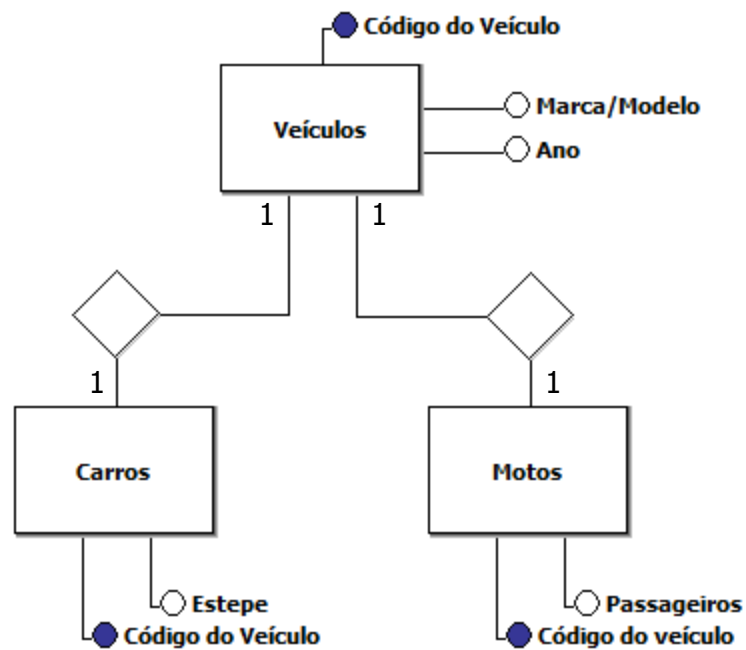 Código do Veículo
Marca/Modelo
Veículos
Ano
1 1
1 1
Carros Motos
Estepe Passageiros
Código do Veículo Código do veículo